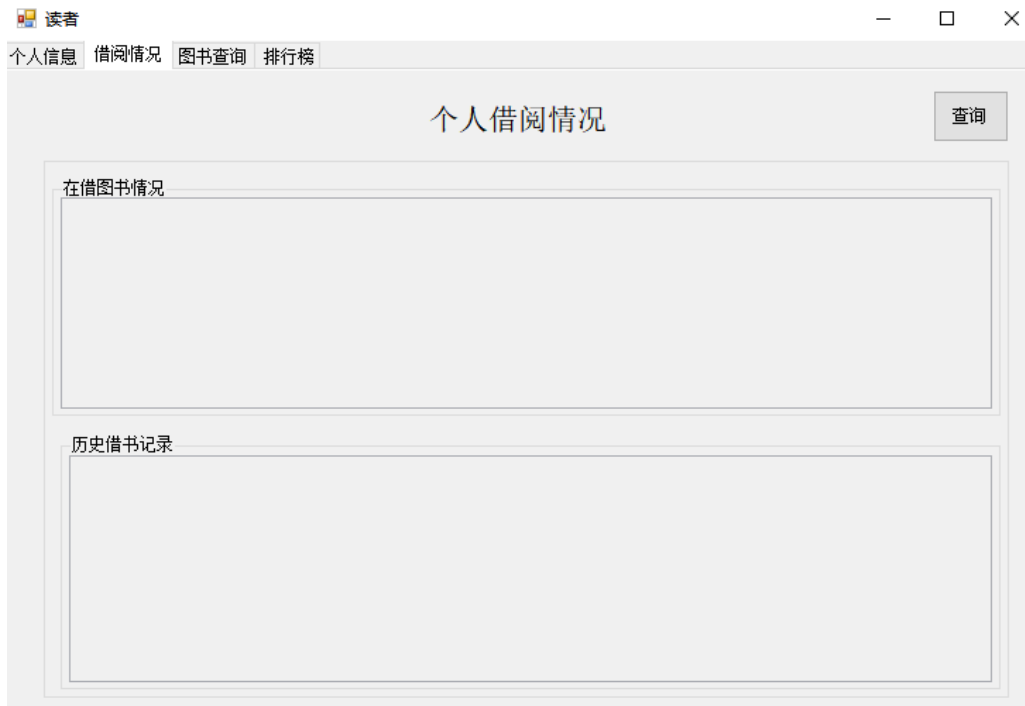 读者
个人信息 借阅情况 图书查询 排行榜
个人借阅情况 查询
在借图书情况
历史借书记录